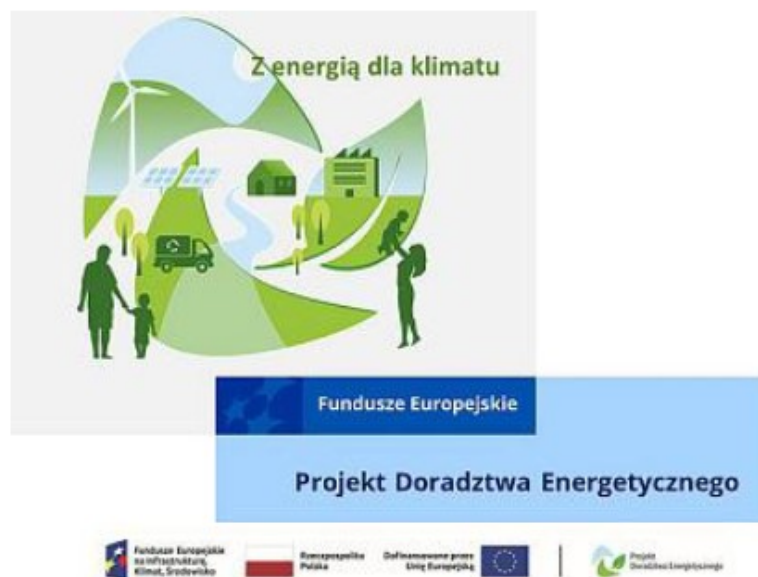 Z energią dla klimatu
Fundusze Europejskie
Projekt Doradztwa Energetycznego
Fundusze Europejskie
na Infrastrukturę,
Klimat, Środowisko
Rzeczpospolita
Polska
Dofinansowane przez
Unię Europejską
Projekt
Doradztwa Energetycznego